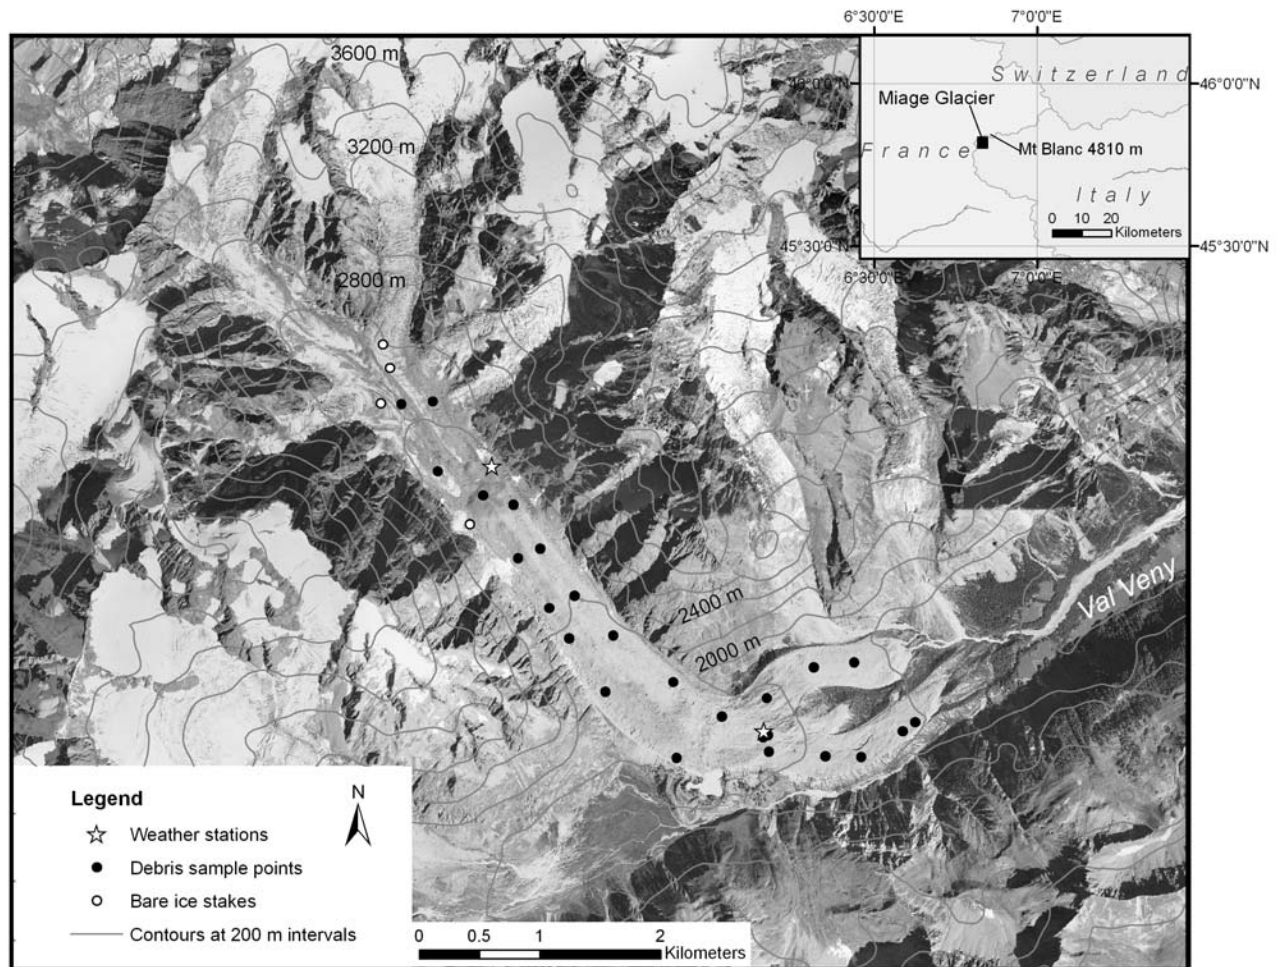 6°30'0"E 7°0'0"E
3600 m
3200 m
2800 m
2400 m
2000 m
Val Veny
Switzerland
46°0'0"N 46°0'0"N
Miage Glacier
France
Mt Blanc 4810 m
Italy
0 10 20
Kilometers
45°30'0"N 45°30'0"N
6°30'0"E 7°0'0"E
Legend
N
Weather stations
Debris sample points
Bare ice stakes
Contours at 200 m intervals
0 0.5 1 2
Kilometers